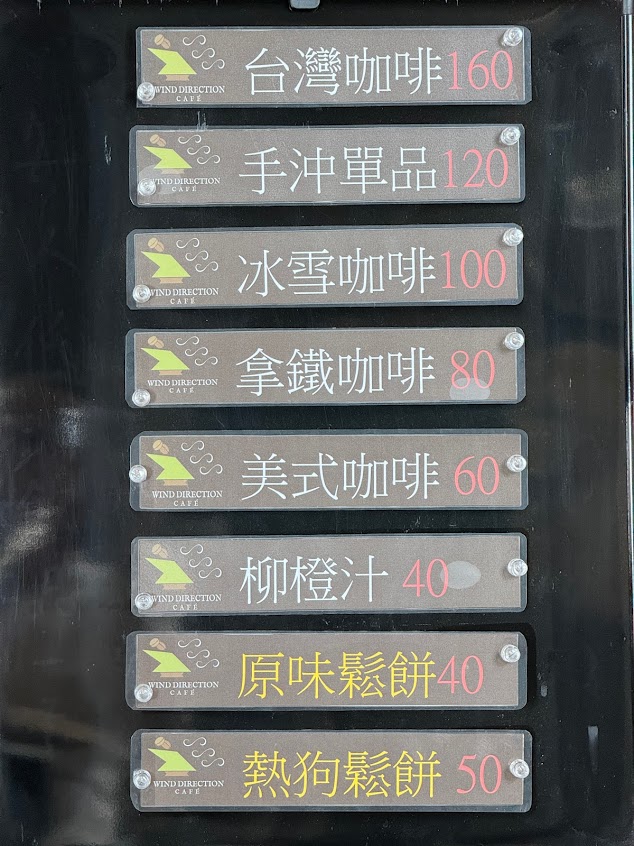 WIND DIRECTION
CAFÉ
台灣咖啡160
WIND DIRECTION
CAFÉ
手沖單品120
WIND DIRECTION
CAFÉ
冰雪咖啡100
WIND DIRECTION
CAFÉ
拿鐵咖啡 80
WIND DIRECTION
CAFÉ
美式咖啡 60
WIND DIRECTION
CAFÉ
柳橙汁 40
WIND DIRECTION
CAFÉ
原味鬆餅40
WIND DIRECTION
CAFÉ
熱狗鬆餅 50